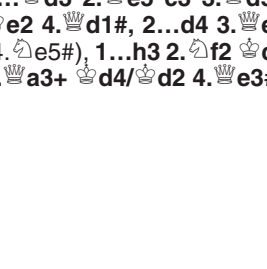 ♕e2 4.♕d1#, 2…d4 3.♕
4.♘e5#), 1…h3 2.♘f2 ♔
♕a3+ ♔d4/♔d2 4.♕e3